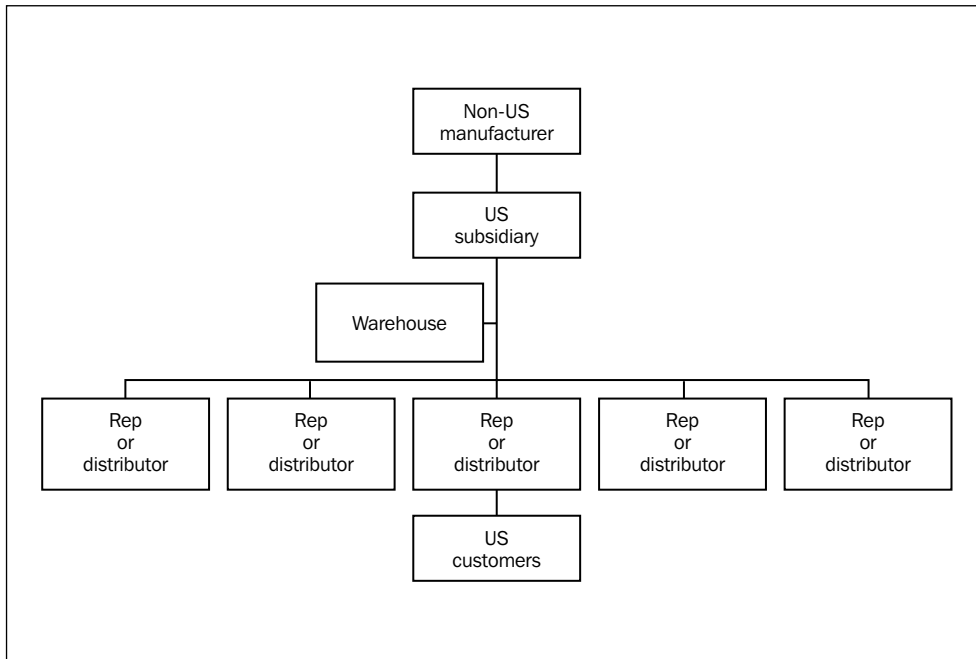 Non-US
manufacturer
US
subsidiary
Warehouse
Rep
or
distributor
Rep
or
distributor
Rep
or
distributor
Rep
or
distributor
Rep
or
distributor
US
customers